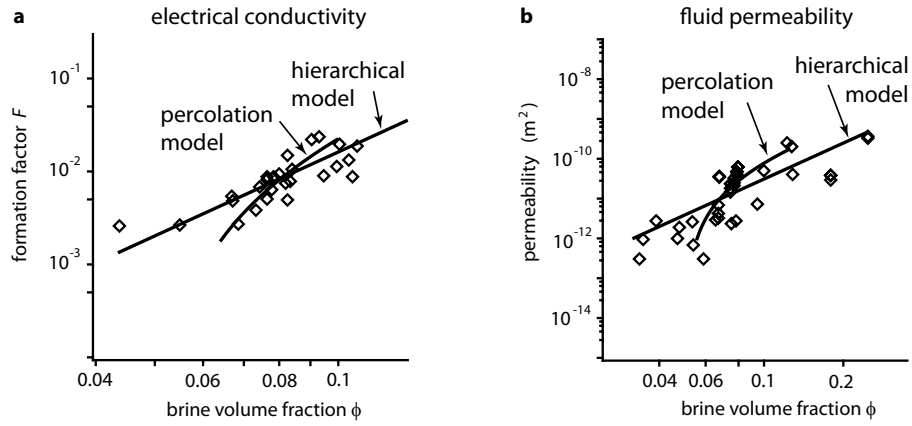 a electrical conductivity
formation factor F
10⁻¹
10⁻²
10⁻³
percolation
model
hierarchical
model
0.04 0.06 0.08 0.1
brine volume fraction ϕ
b fluid permeability
permeability (m²)
10⁻⁸
10⁻¹⁰
10⁻¹²
10⁻¹⁴
percolation
model
hierarchical
model
0.04 0.06 0.1 0.2
brine volume fraction ϕ